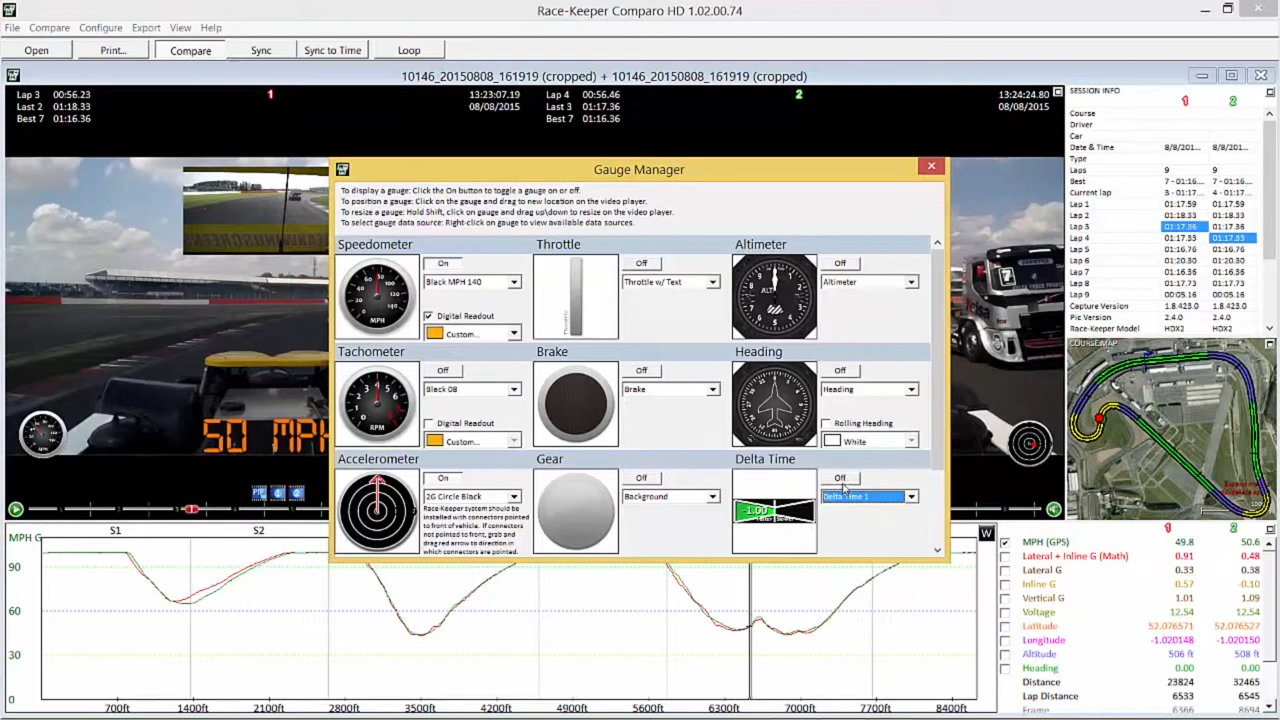 Race-Keeper Comparo HD 1.02.00.74
File Compare Configure Export View Help
Open Print... Compare Sync Sync to Time Loop
10146_20150808_161919 (cropped) + 10146_20150808_161919 (cropped)
Lap 3 00:56.23 1 13:23:07.19
Last 2 01:18.33 08/08/2015
Best 7 01:16.36
Lap 4 00:56.46 2 13:24:24.80
Last 3 01:17.36 08/08/2015
Best 7 01:16.36
50 MPH
Gauge Manager
To display a gauge: Click the On button to toggle a gauge on or off.
To position a gauge: Click on the gauge and drag to new location on the video player.
To resize a gauge: Hold Shift, click on gauge and drag up\down to resize on the video player.
To select gauge data source: Right-click on gauge to view available data sources.
Speedometer
On
Black MPH 140
Digital Readout
Custom...
MPH
Throttle
Off
Throttle w/ Text
Altimeter
Off
Altimeter
ALT
Tachometer
Off
Black 08
Digital Readout
Custom...
RPM
Brake
Off
Brake
Heading
Off
Heading
Rolling Heading
White
Accelerometer
On
2G Circle Black
Race-Keeper system should be
installed with connectors pointed
to front of vehicle. If connectors
not pointed to front, grab and
drag red arrow to direction in
which connectors are pointed.
Gear
Off
Background
Delta Time
Off
Delta Time 1
-1.00
SESSION INFO
1 2
Course
Driver
Car
Date & Time 8/8/201... 8/8/201...
Type
Laps 9 9
Best 7 - 01:16.... 7 - 01:16....
Current lap 3 - 01:17.... 4 - 01:17....
Lap 1 01:17.59 01:17.59
Lap 2 01:18.33 01:18.33
Lap 3 01:17.36 01:17.36
Lap 4 01:17.33 01:17.33
Lap 5 01:16.76 01:16.76
Lap 6 01:20.30 01:20.30
Lap 7 01:16.36 01:16.36
Lap 8 01:17.73 01:17.73
Lap 9 00:05.16 00:05.16
Capture Version 1.8.423.0 1.8.423.0
Pic Version 2.4.0 2.4.0
Race-Keeper Model HDX2 HDX2
COURSE MAP
S1 S2
MPH G
90
60
30
0
700ft 1400ft 2100ft 2800ft 3500ft 4200ft 4900ft 5600ft 6300ft 7000ft 7700ft 8400ft
W
1 2
MPH (GPS) 49.8 50.6
Lateral + Inline G (Math) 0.91 0.48
Lateral G 0.33 0.38
Inline G 0.57 -0.10
Vertical G 1.01 1.09
Voltage 12.54 12.54
Latitude 52.076571 52.076527
Longitude -1.020148 -1.020150
Altitude 506 ft 508 ft
Heading 0.00 0.00
Distance 23824 32465
Lap Distance 6533 6545
Frame 6366 8694